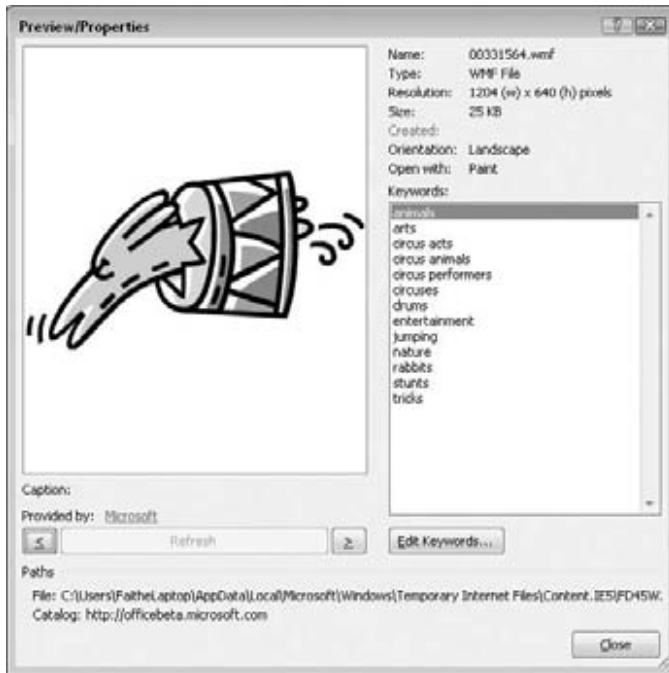 Preview/Properties
Name: 00331564.wmf
Type: WMF File
Resolution: 1204 (w) x 640 (h) pixels
Size: 25 KB
Created:
Orientation: Landscape
Open with: Paint
Keywords:
animals
arts
circus acts
circus animals
circus performers
circuses
drums
entertainment
jumping
nature
rabbits
stunts
tricks
Caption:
Provided by: Microsoft
< Refresh >
Edit Keywords...
Paths
File: C:\Users\FaitheLaptop\AppData\Local\Microsoft\Windows\Temporary Internet Files\Content.IE5\FD45W.
Catalog: http://officebeta.microsoft.com
Close